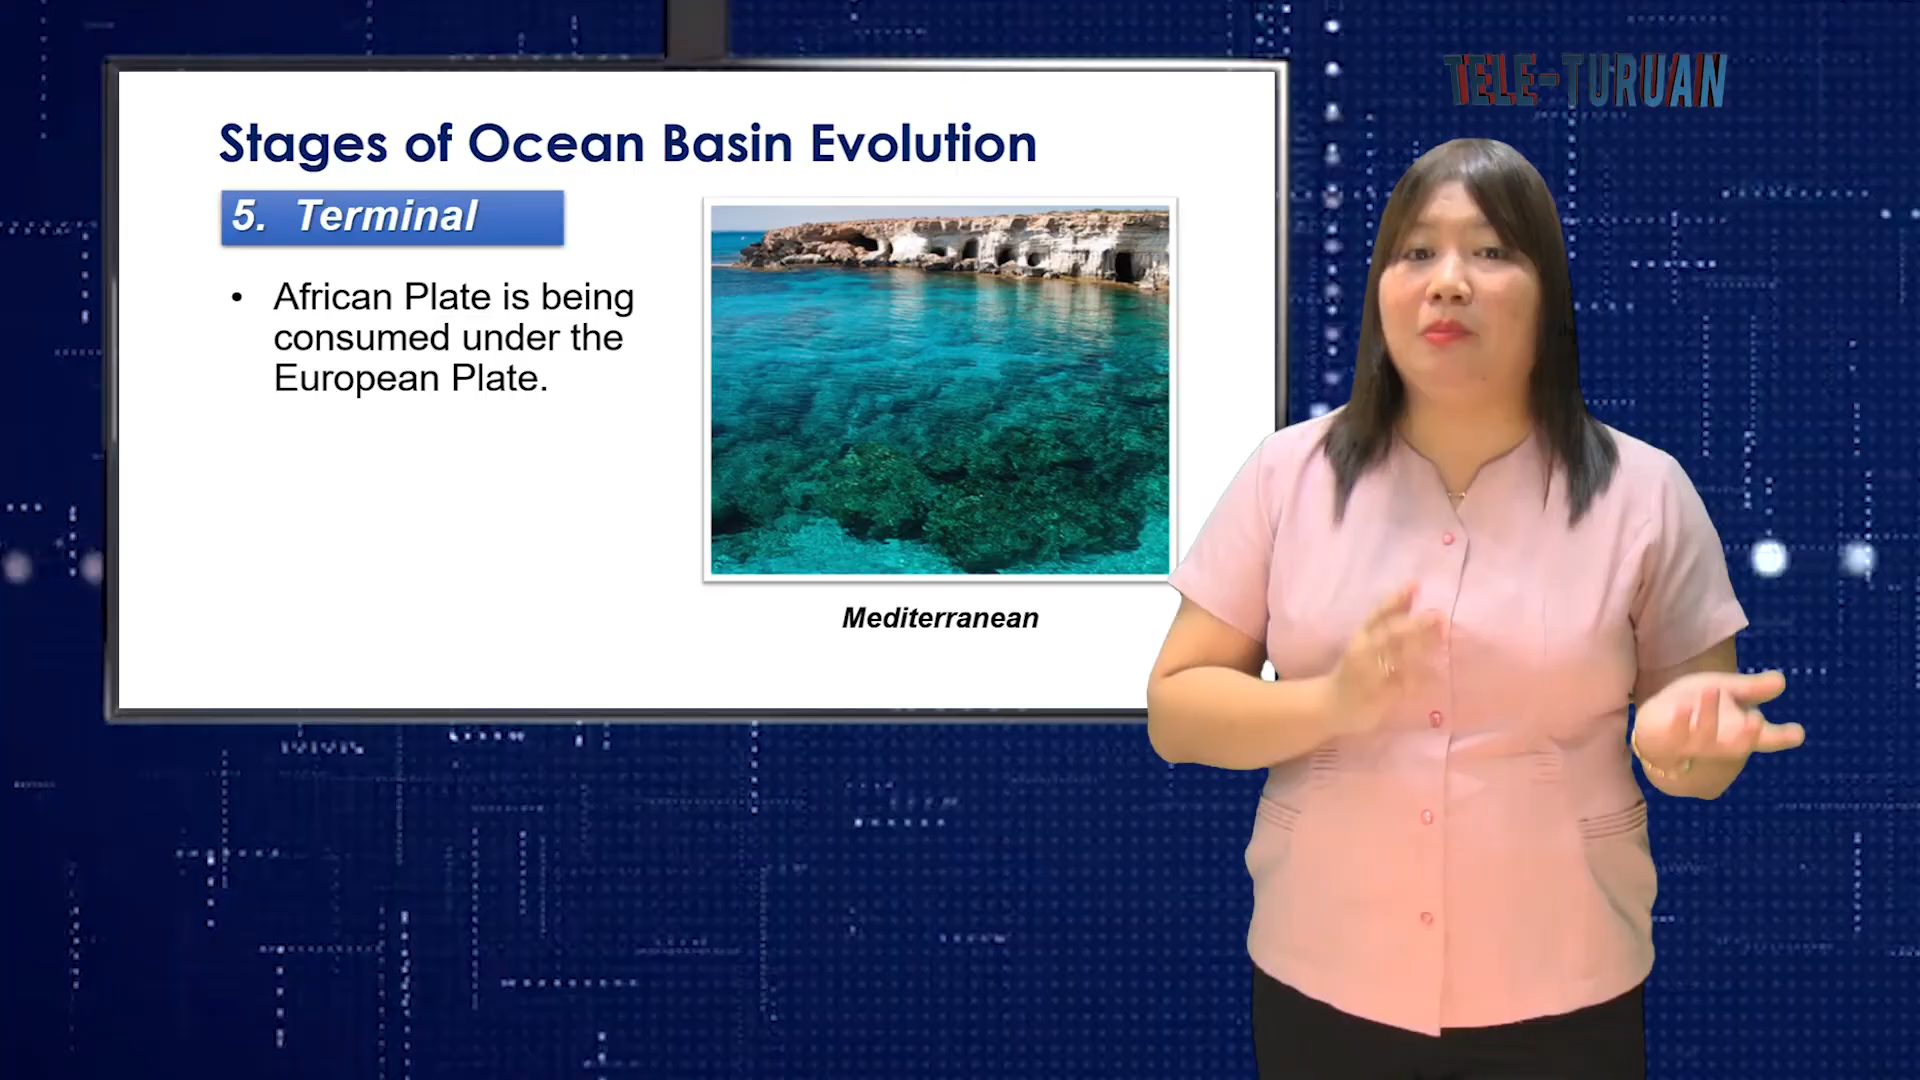 TELE-TURUAN
Stages of Ocean Basin Evolution
5. Terminal
• African Plate is being
consumed under the
European Plate.
Mediterranean